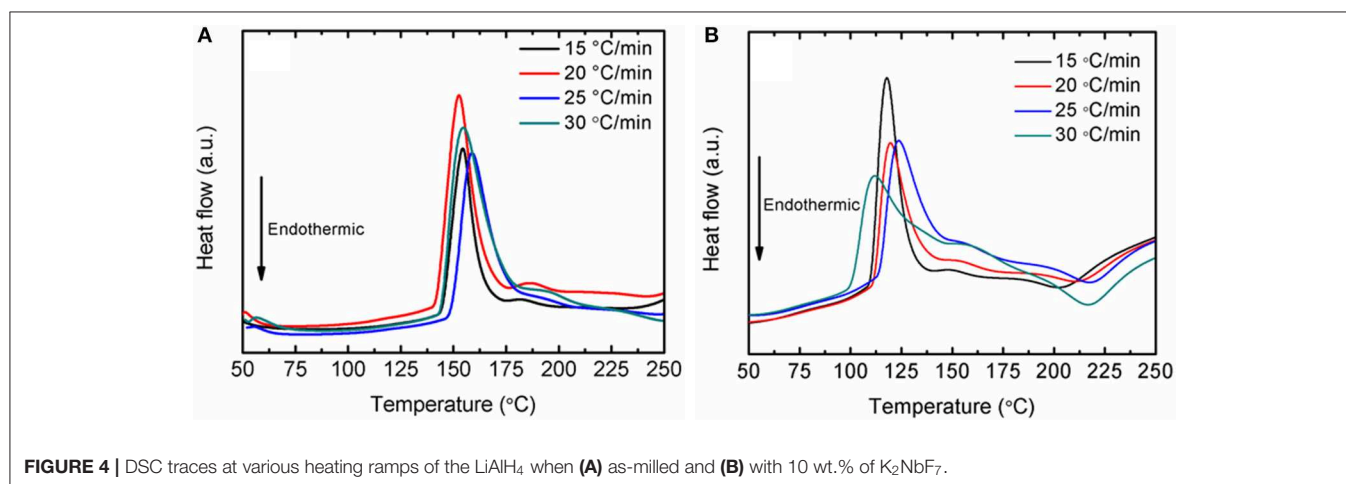 A
15 °C/min
20 °C/min
25 °C/min
30 °C/min
Heat flow (a.u.)
Endothermic
50 75 100 125 150 175 200 225 250
Temperature (°C)
B
15 °C/min
20 °C/min
25 °C/min
30 °C/min
Heat flow (a.u.)
Endothermic
50 75 100 125 150 175 200 225 250
Temperature (°C)
FIGURE 4 | DSC traces at various heating ramps of the LiAlH₄ when (A) as-milled and (B) with 10 wt.% of K₂NbF₇.